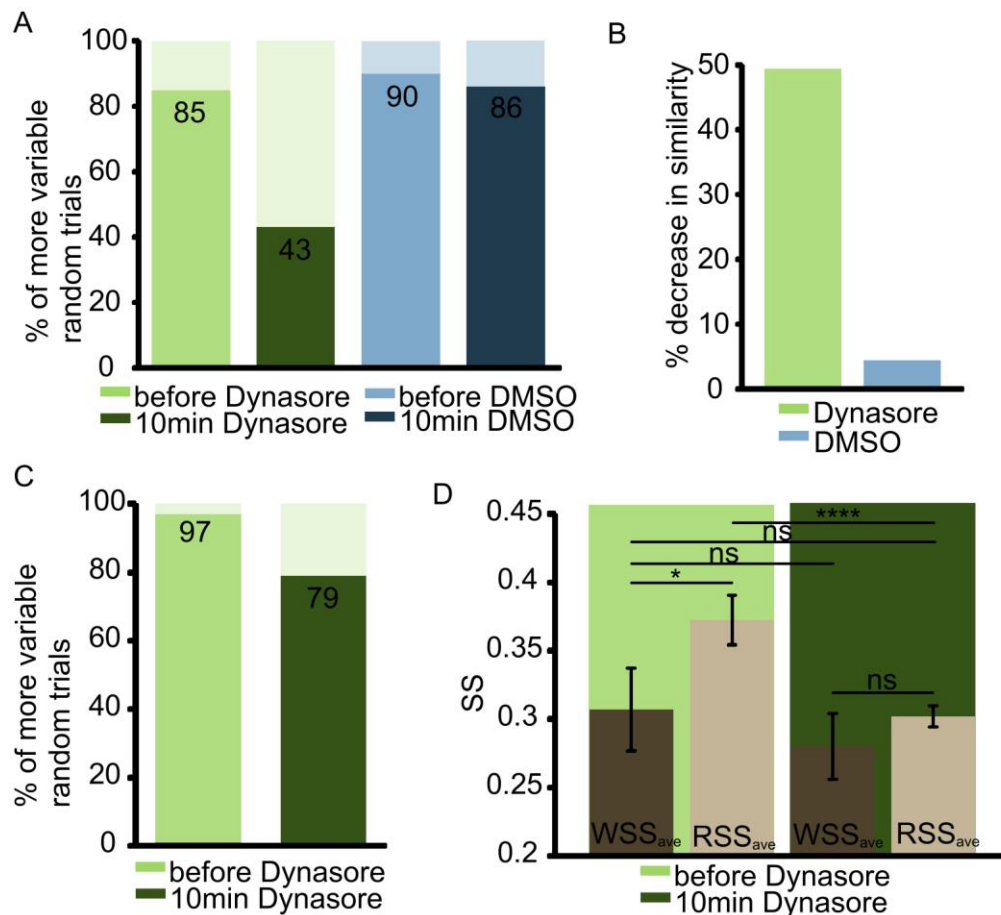 A
% of more variable
random trials
100
80
60
40
20
0
85
43
90
86
before Dynasore
10min Dynasore
before DMSO
10min DMSO
B
% decrease in similarity
50
40
30
20
10
0
Dynasore
DMSO
C
% of more variable
random trials
100
80
60
40
20
0
97
79
before Dynasore
10min Dynasore
D
SS
0.45
0.4
0.35
0.3
0.25
0.2
****
ns
ns
*
ns
WSSave
RSSave
WSSave
RSSave
before Dynasore
10min Dynasore